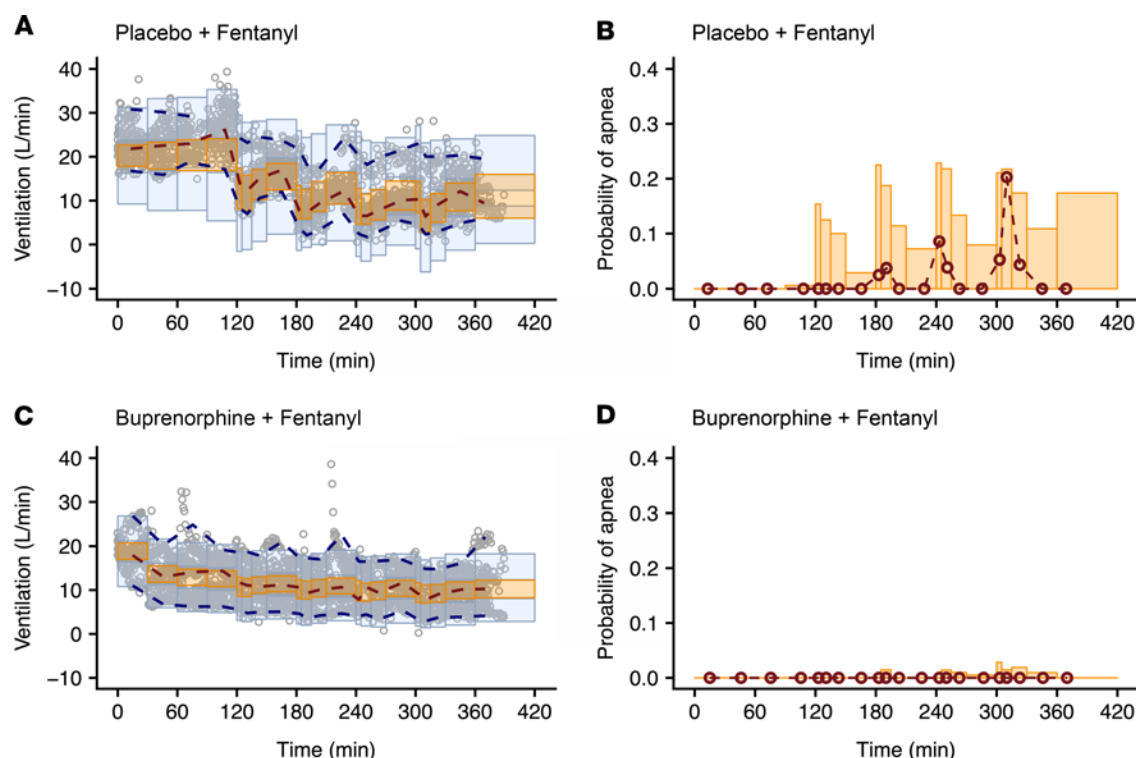 A
Placebo + Fentanyl
Ventilation (L/min)
40
30
20
10
0
−10
0 60 120 180 240 300 360 420
Time (min)
B
Placebo + Fentanyl
Probability of apnea
0.4
0.2
0.0
0 60 120 180 240 300 360 420
Time (min)
C
Buprenorphine + Fentanyl
Ventilation (L/min)
40
30
20
10
0
−10
0 60 120 180 240 300 360 420
Time (min)
D
Buprenorphine + Fentanyl
Probability of apnea
0.4
0.3
0.2
0.1
0.0
0 60 120 180 240 300 360 420
Time (min)